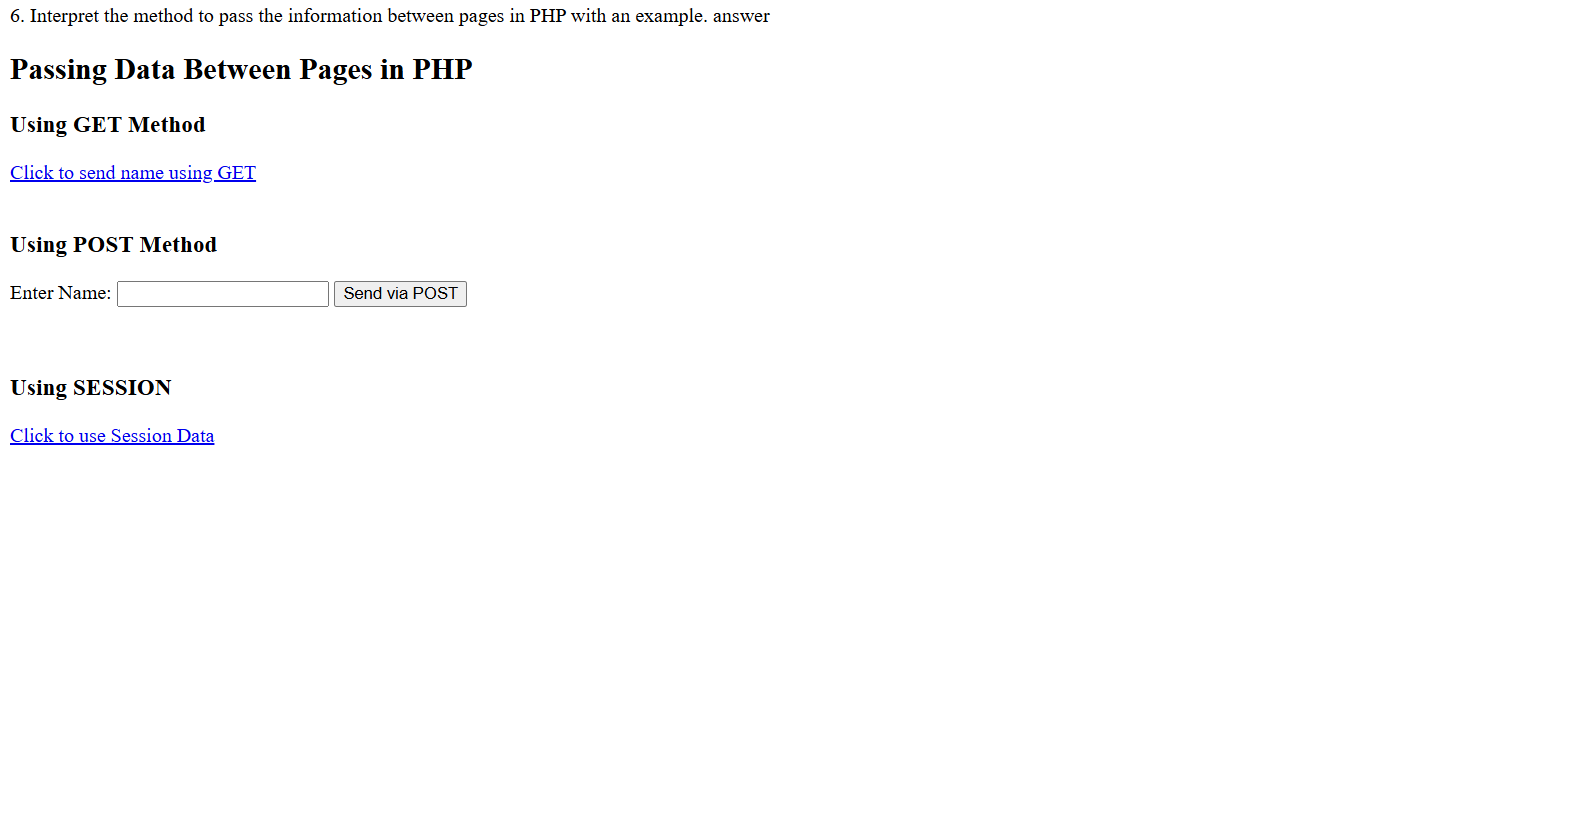 6. Interpret the method to pass the information between pages in PHP with an example. answer
Passing Data Between Pages in PHP
Using GET Method
Click to send name using GET
Using POST Method
Enter Name: Send via POST
Using SESSION
Click to use Session Data